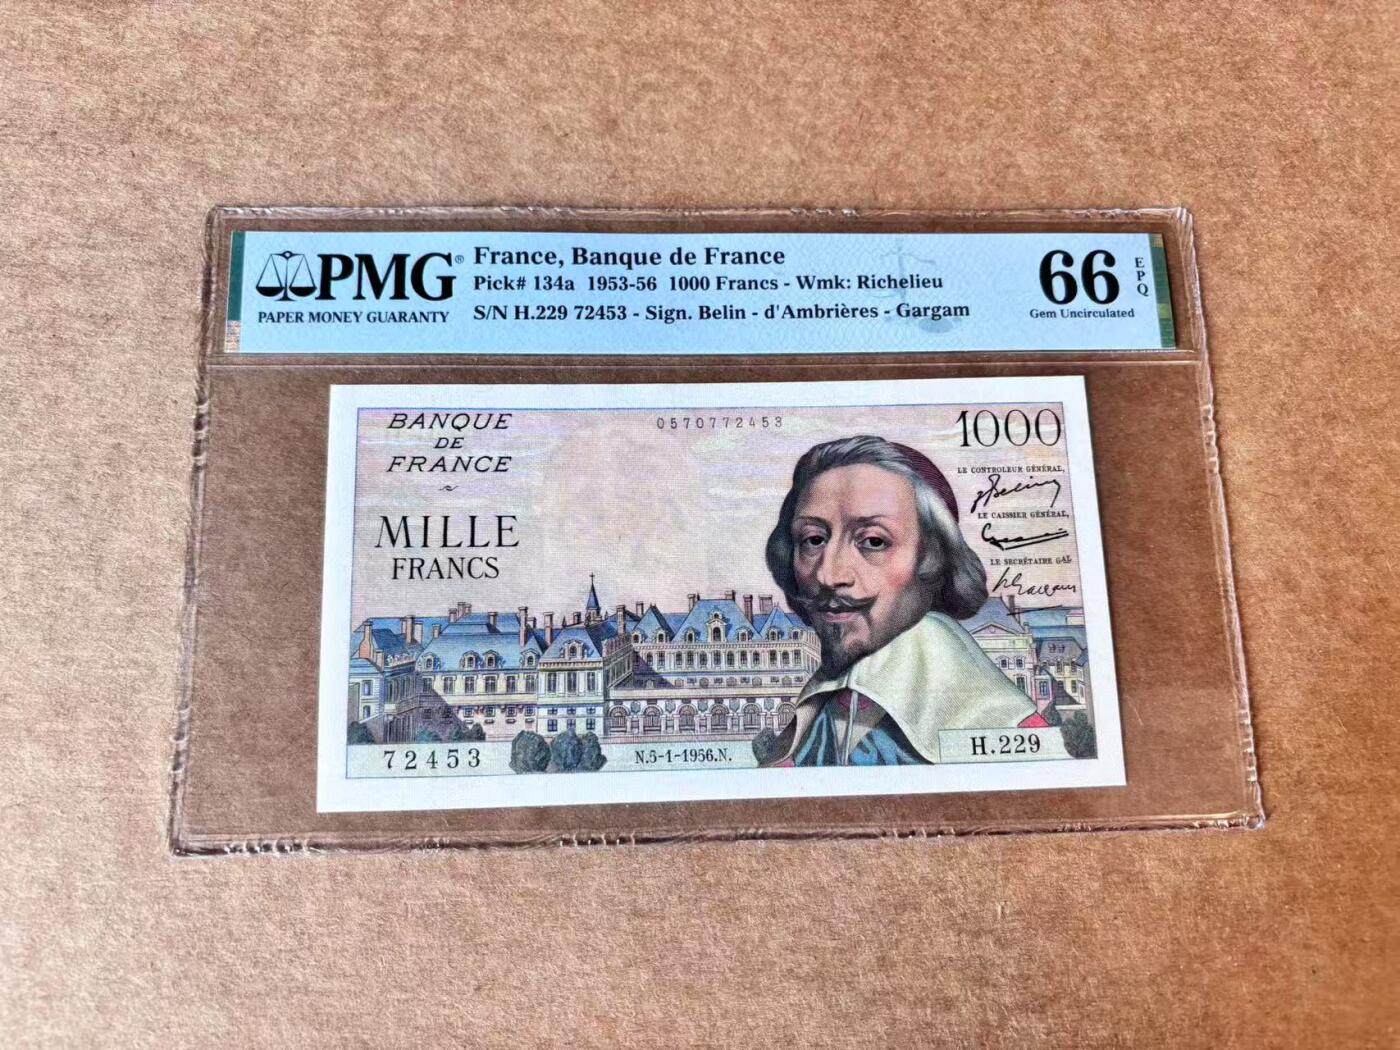 PMG®
PAPER MONEY GUARANTY
France, Banque de France
Pick# 134a 1953-56 1000 Francs - Wmk: Richelieu
S/N H.229 72453 - Sign. Belin - d'Ambrières - Gargam
66
EPQ
Gem Uncirculated
BANQUE
DE
FRANCE
0570772453
1000
LE CONTROLEUR GÉNÉRAL,
LE CAISSIER GÉNÉRAL,
LE SECRÉTAIRE GAL
MILLE
FRANCS
72453
N.5-1-1956.N.
H.229